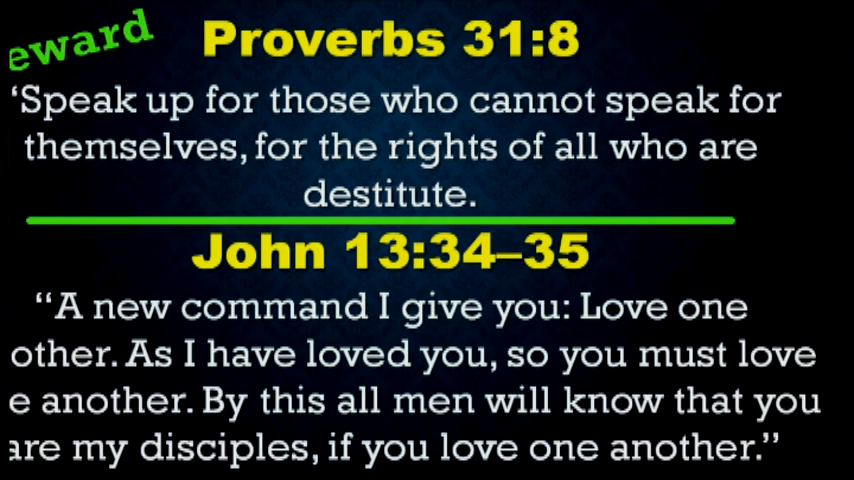 eward
Proverbs 31:8
‘Speak up for those who cannot speak for
themselves, for the rights of all who are
destitute.
John 13:34–35
“A new command I give you: Love one
other. As I have loved you, so you must love
e another. By this all men will know that you
are my disciples, if you love one another.”